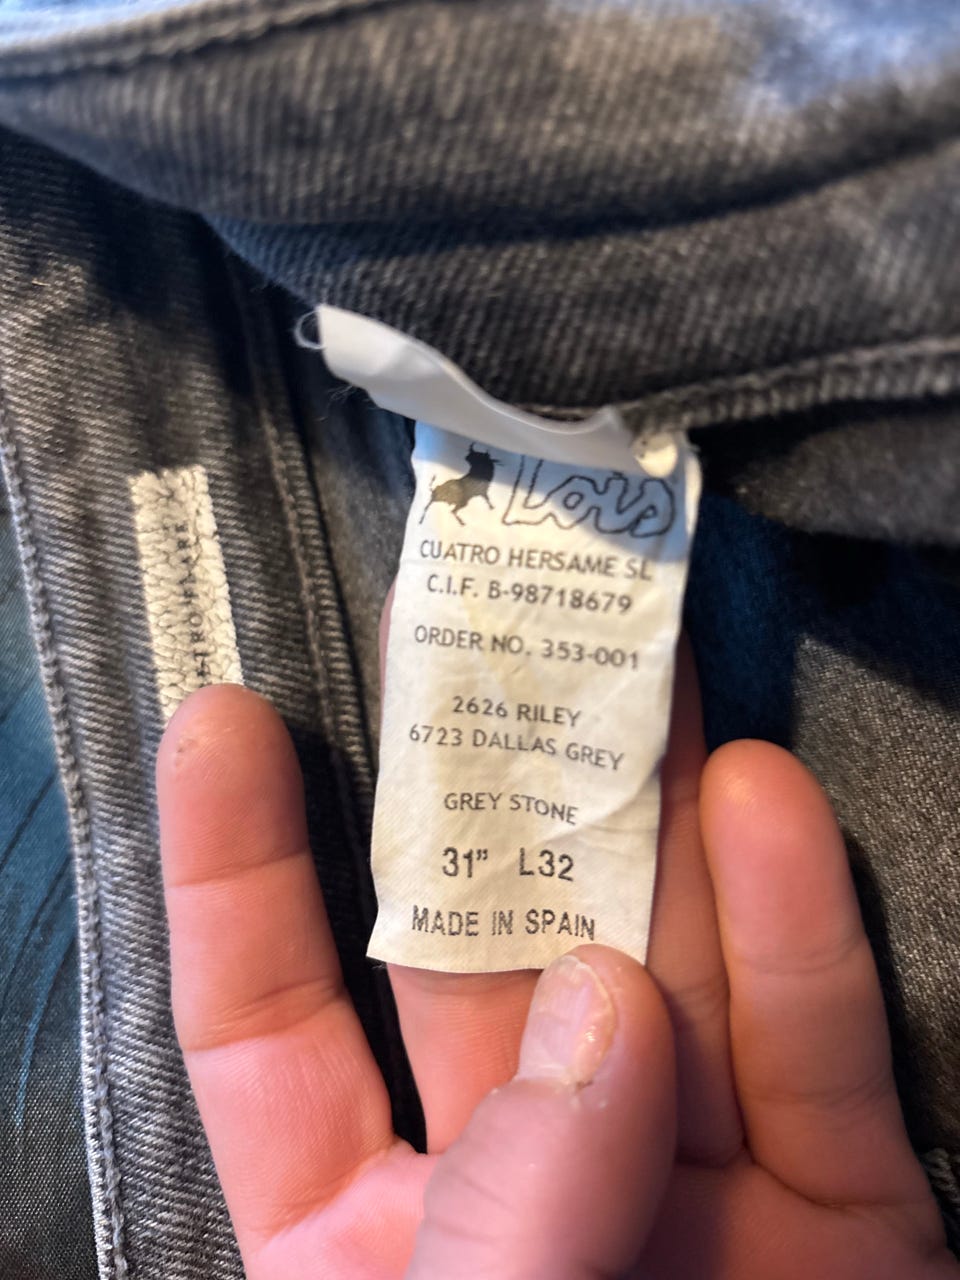 Lois
CUATRO HERSAME SL
C.I.F. B-98718679
ORDER NO. 353-001
2626 RILEY
6723 DALLAS GREY
GREY STONE
31” L32
MADE IN SPAIN